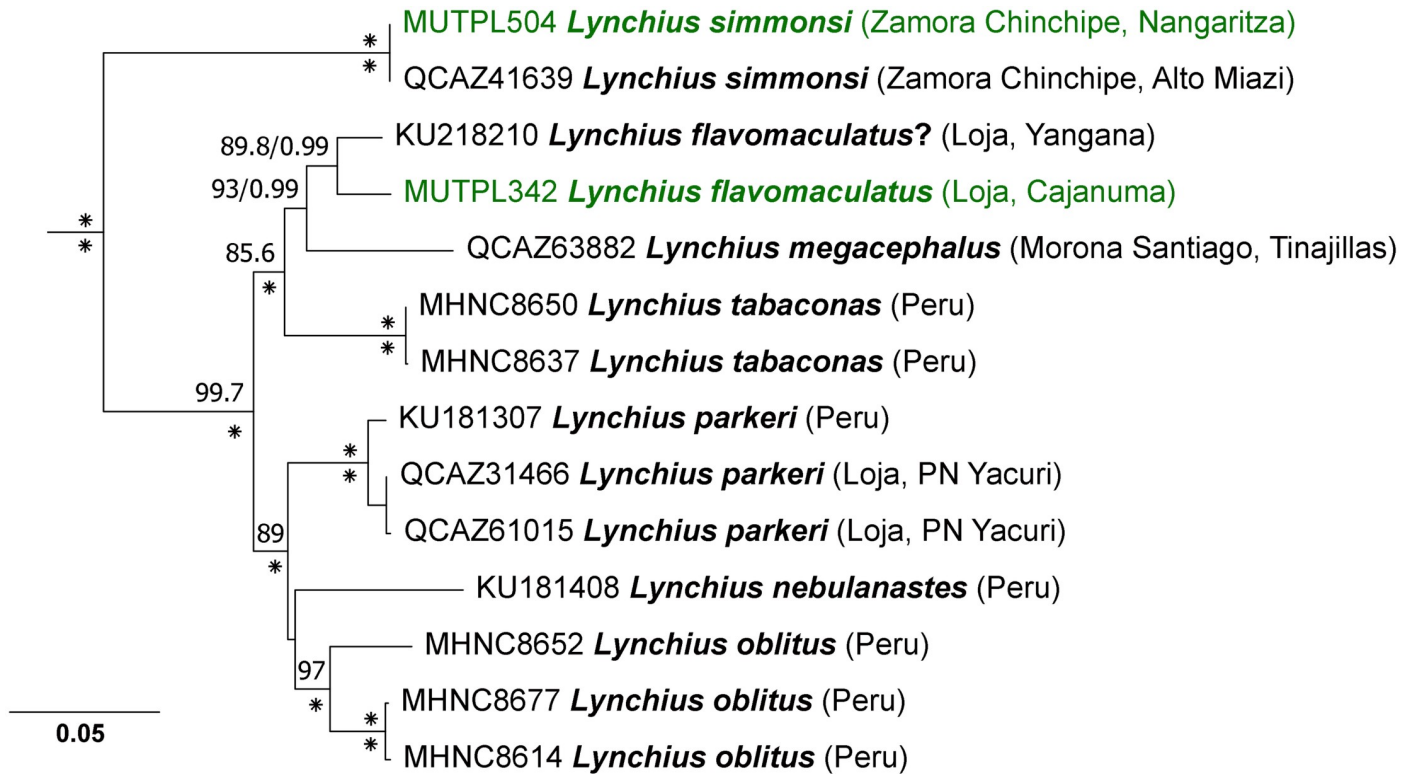 MUTPL504 Lynchius simmonsi (Zamora Chinchipe, Nangaritza)
*
*
QCAZ41639 Lynchius simmonsi (Zamora Chinchipe, Alto Miazi)
KU218210 Lynchius flavomaculatus? (Loja, Yangana)
89.8/0.99
93/0.99
MUTPL342 Lynchius flavomaculatus (Loja, Cajanuma)
*
*
85.6
QCAZ63882 Lynchius megacephalus (Morona Santiago, Tinajillas)
*
MHNC8650 Lynchius tabaconas (Peru)
*
*
MHNC8637 Lynchius tabaconas (Peru)
99.7
*
KU181307 Lynchius parkeri (Peru)
*
*
QCAZ31466 Lynchius parkeri (Loja, PN Yacuri)
QCAZ61015 Lynchius parkeri (Loja, PN Yacuri)
89
*
KU181408 Lynchius nebulanastes (Peru)
MHNC8652 Lynchius oblitus (Peru)
97
*
MHNC8677 Lynchius oblitus (Peru)
*
*
MHNC8614 Lynchius oblitus (Peru)
0.05